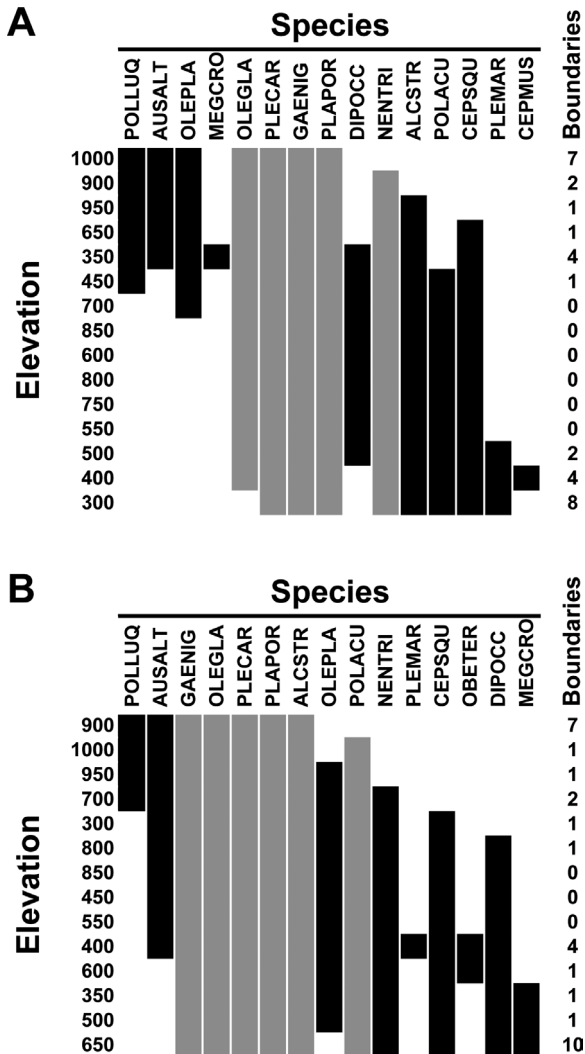 A
Species
Boundaries
POLLUQ
AUSALT
OLEPLA
MEGCRO
OLEGLA
PLECAR
GAENIG
PLAPOR
DIPOCC
NENTRI
ALCSTR
POLACU
CEPSQU
PLEMAR
CEPMUS
Elevation
1000 7
900 2
950 1
650 1
350 4
450 1
700 0
850 0
600 0
800 0
750 0
550 0
500 2
400 4
300 8
B
Species
Boundaries
POLLUQ
AUSALT
GAENIG
OLEGLA
PLECAR
PLAPOR
ALCSTR
OLEPLA
POLACU
NENTRI
PLEMAR
CEPSQU
OBETER
DIPOCC
MEGCRO
Elevation
900 7
1000 1
950 1
700 2
300 1
800 1
850 0
450 0
550 0
400 4
600 1
350 1
500 1
650 10